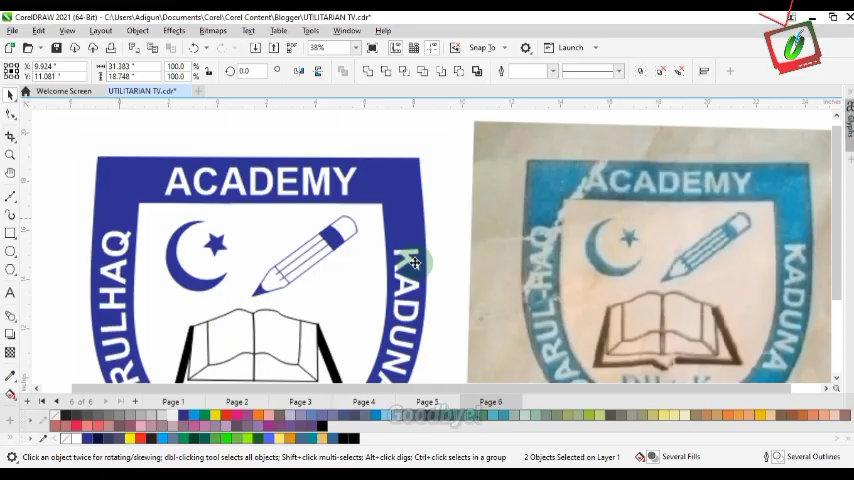 CorelDRAW 2021 (64-Bit) - C:\Users\Adigun\Documents\Corel\Corel Content\Blogger\UTILITARIAN TV.cdr*
File Edit View Layout Object Effects Bitmaps Text Table Tools Window Help
38% PDF Snap To Launch
X: 9.924 " 31.383 " 100.0 % 0.0
Y: 11.081 " 18.748 " 100.0 %
Welcome Screen UTILITARIAN TV.cdr*
inches
Glyphs
ACADEMY
RULHAQ
KADUNA
ACADEMY
DARUL-HAQ
KADUNA
6 of 6 Page 1 Page 2 Page 3 Page 4 Page 5 Page 6
Goodbye!
Click an object twice for rotating/skewing; dbl-clicking tool selects all objects; Shift+click multi-selects; Alt+click digs; Ctrl+click selects in a group 2 Objects Selected on Layer 1 Several Fills Several Outlines